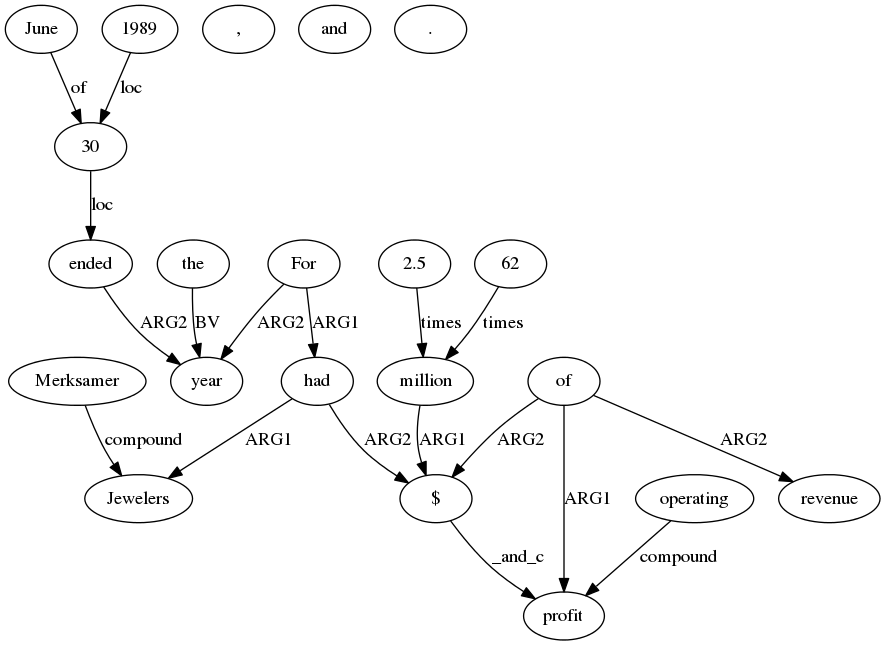 June 1989 , and .
of loc
30
loc
ended the For 2.5 62
ARG2 BV ARG2 ARG1 times times
Merksamer year had million of
compound ARG1 ARG2 ARG1 ARG2 ARG2
Jewelers $ ARG1 operating revenue
_and_c compound
profit